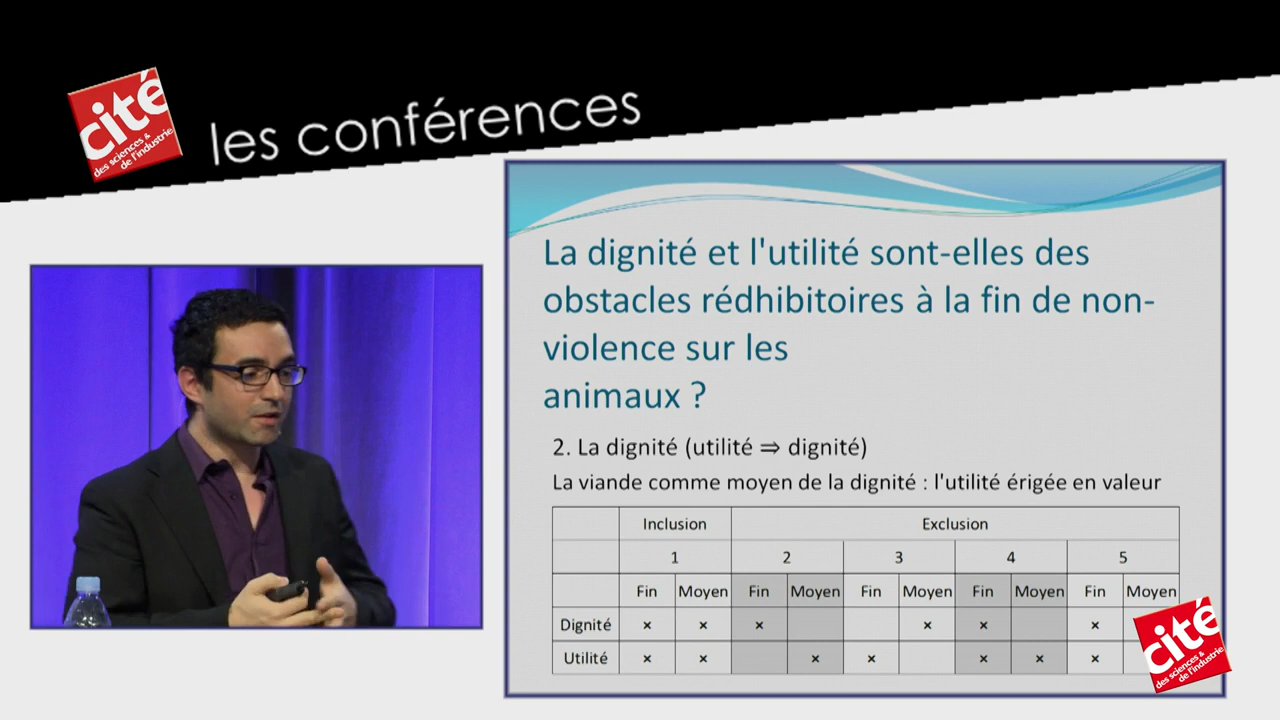 cité
des sciences &
de l'industrie
les conférences
La dignité et l'utilité sont-elles des
obstacles rédhibitoires à la fin de non-
violence sur les
animaux ?
2. La dignité (utilité ⇒ dignité)
La viande comme moyen de la dignité : l'utilité érigée en valeur
Inclusion Exclusion
1 2 3 4 5
Fin Moyen Fin Moyen Fin Moyen Fin Moyen Fin Moyen
Dignité × × × × × ×
Utilité × × × × × × ×
cité
des sciences &
de l'industrie